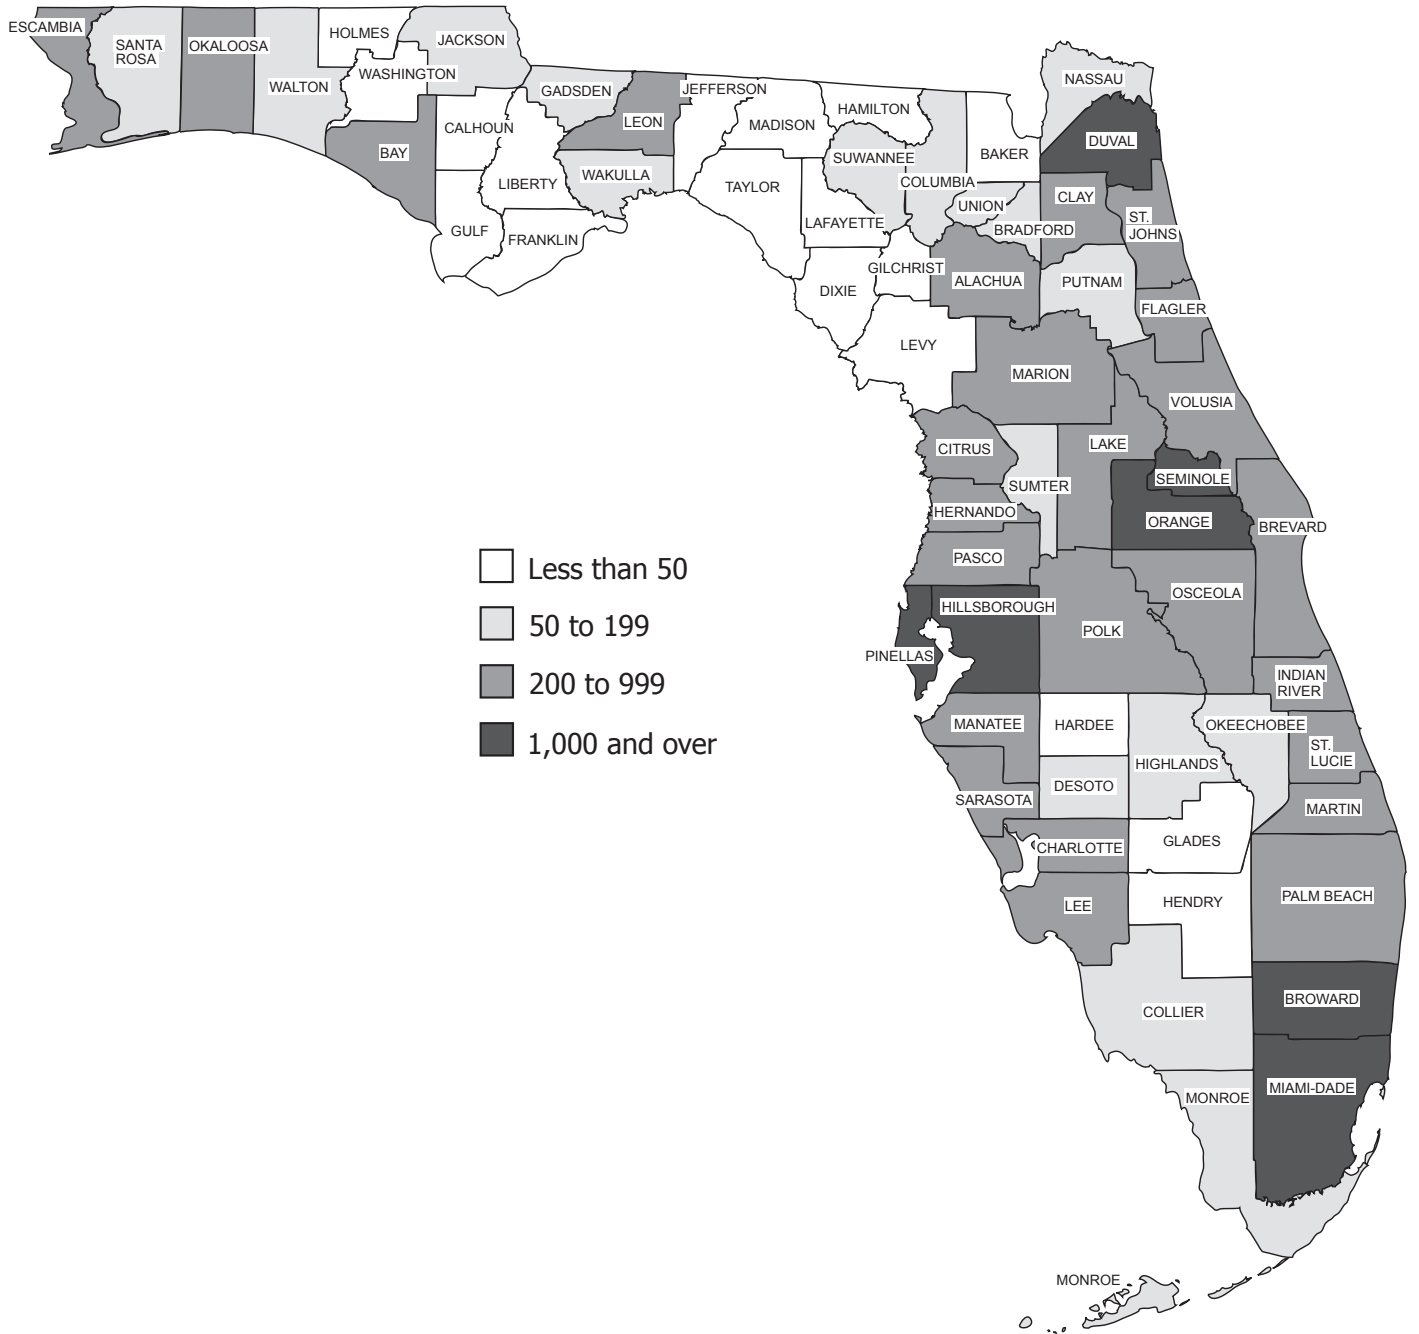 ESCAMBIA
SANTA
ROSA
OKALOOSA
WALTON
HOLMES
WASHINGTON
JACKSON
BAY
CALHOUN
GULF
LIBERTY
FRANKLIN
GADSDEN
LEON
WAKULLA
JEFFERSON
MADISON
TAYLOR
HAMILTON
SUWANNEE
LAFAYETTE
DIXIE
COLUMBIA
GILCHRIST
LEVY
BAKER
UNION
BRADFORD
ALACHUA
NASSAU
DUVAL
CLAY
ST.
JOHNS
PUTNAM
FLAGLER
MARION
VOLUSIA
CITRUS
SUMTER
LAKE
HERNANDO
PASCO
SEMINOLE
ORANGE
BREVARD
OSCEOLA
HILLSBOROUGH
PINELLAS
POLK
INDIAN
RIVER
MANATEE
HARDEE
OKEECHOBEE
ST.
LUCIE
HIGHLANDS
DESOTO
SARASOTA
MARTIN
CHARLOTTE
GLADES
LEE
HENDRY
PALM BEACH
COLLIER
BROWARD
MONROE
MIAMI-DADE
MONROE
Less than 50
50 to 199
200 to 999
1,000 and over